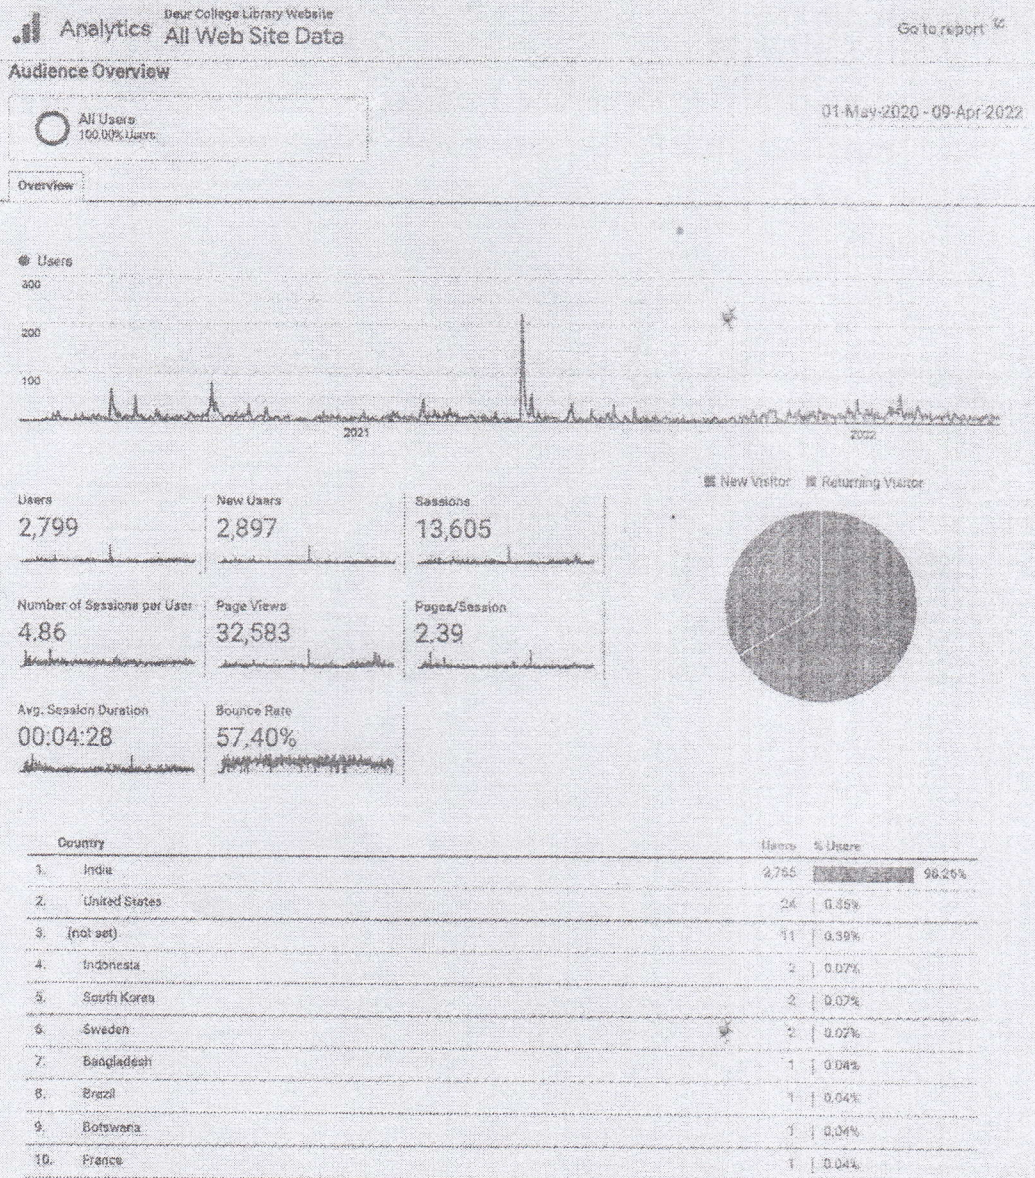 Deur College Library Website
Analytics All Web Site Data
Go to report
Audience Overview
All Users
100.00% Users
01-May-2020 - 09-Apr-2022
Overview
Users
300
200
100
2021
2022
Users
2,799
New Users
2,897
Sessions
13,605
Number of Sessions per User
4.86
Page Views
32,583
Pages/Session
2.39
Avg. Session Duration
00:04:28
Bounce Rate
57.40%
New Visitor Returning Visitor
Country Users % Users
1. India 98.26%
2. United States 24
3. (not set) 11 0.39%
4. Indonesia 2 0.07%
5. South Korea 2 0.07%
6. Sweden 2 0.07%
7. Bangladesh 1 0.04%
8. Brazil 1 0.04%
9. Botswana 1 0.04%
10. France 1 0.04%